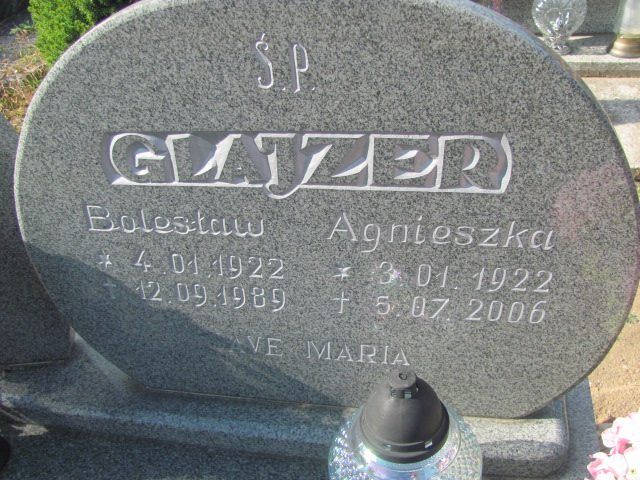 Ś.P.
GLAJZER
Bolesław Agnieszka
* 4.01.1922 * 3.01.1922
† 12.09.1989 † 5.07.2006
AVE MARIA